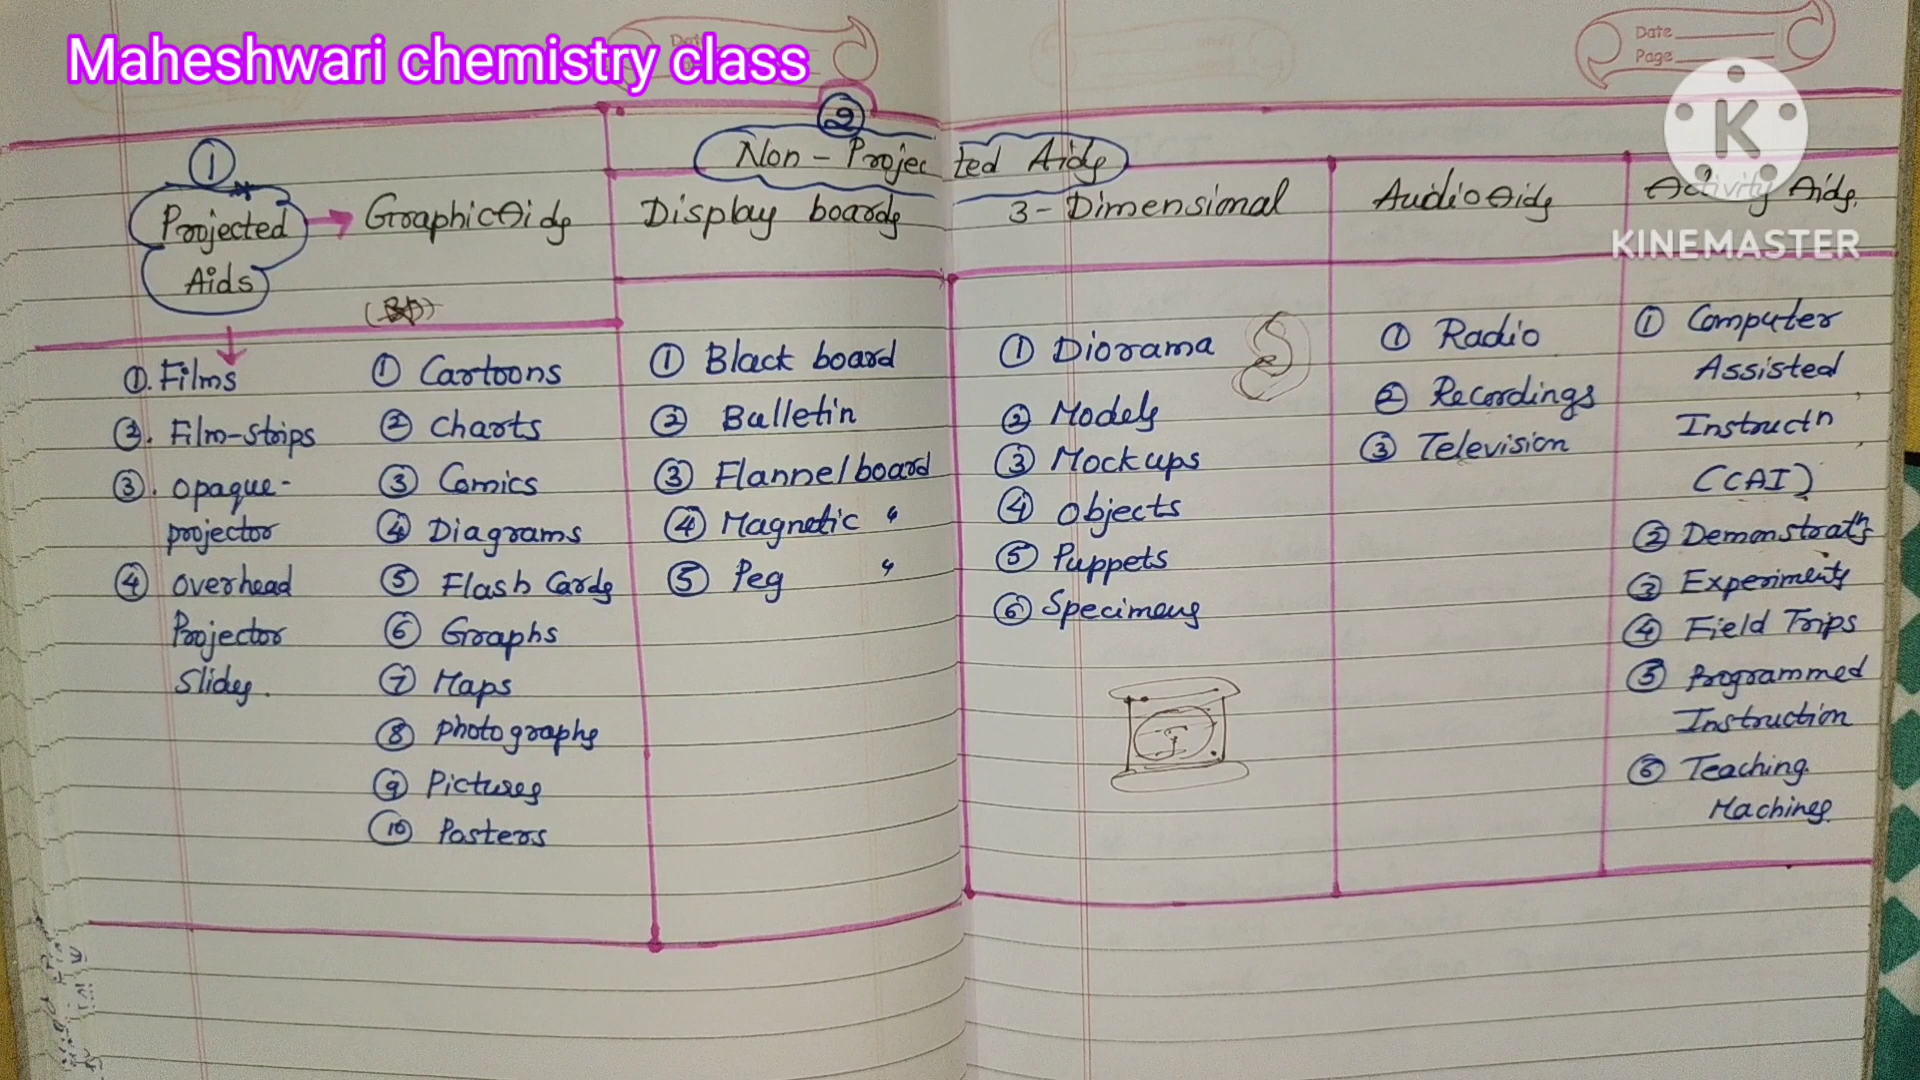 Maheshwari chemistry class
Date
Page
K
KINEMASTER
①
Projected
Aids
②
Non - Projected Aids
Graphic Aids
Display boards
3 - Dimensional
Audio Aids
Activity Aids.
①. Films
②. Film-strips
③. opaque-
projector
④ overhead
Projector
Slides.
① Cartoons
② charts
③ Comics
④ Diagrams
⑤ Flash Cards
⑥ Graphs
⑦ Maps
⑧ photographs
⑨ Pictures
⑩ Posters
① Black board
② Bulletin
③ Flannel board
④ Magnetic "
⑤ Peg "
① Diorama
② Models
③ Mockups
④ objects
⑤ Puppets
⑥ Specimens
① Radio
② Recordings
③ Television
① Computer
Assisted
Instructn
(CAI)
② Demonstratns
③ Experiments
④ Field Trips
⑤ Programmed
Instruction
⑥ Teaching
Machines.